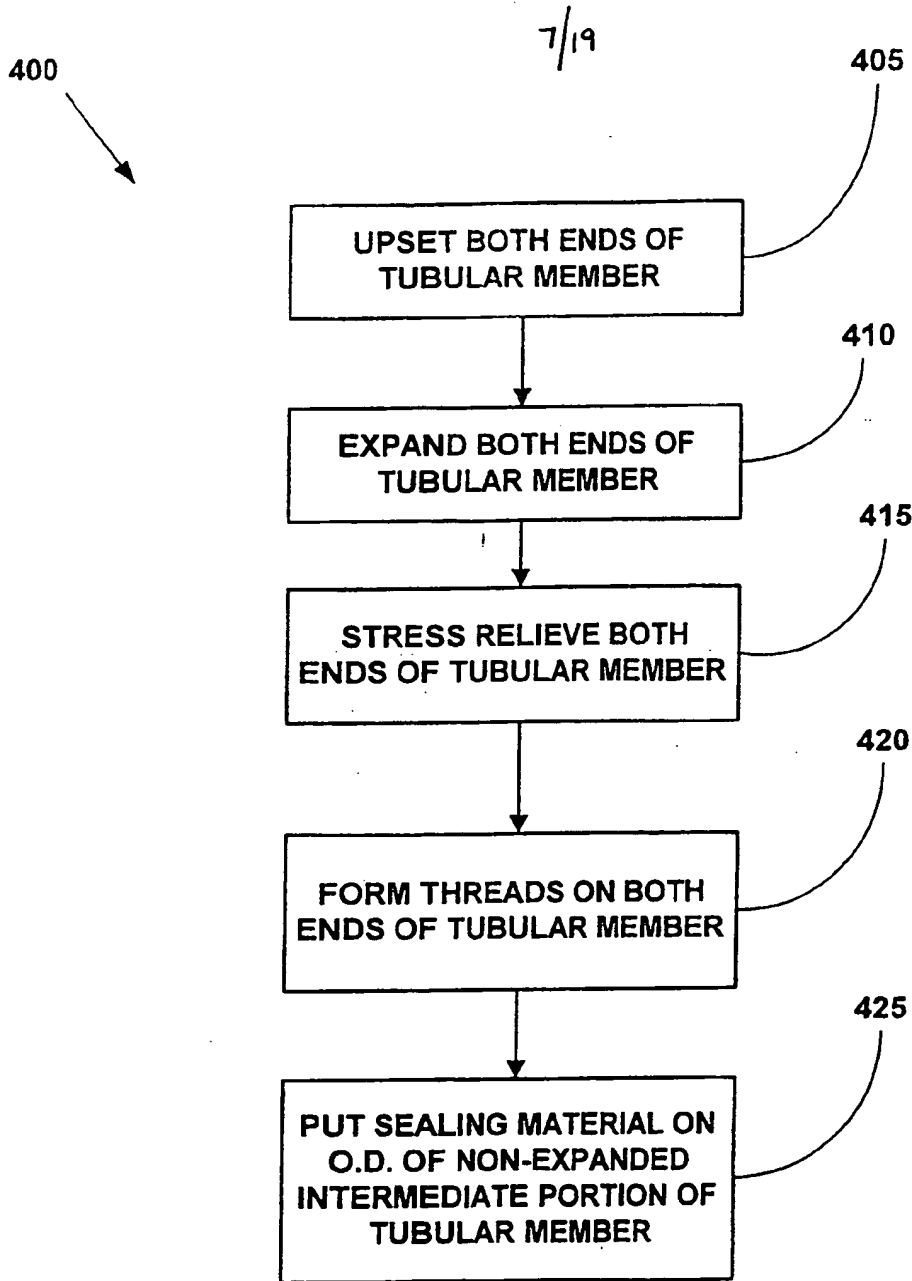 7/19
400
405
UPSET BOTH ENDS OF
TUBULAR MEMBER
410
EXPAND BOTH ENDS OF
TUBULAR MEMBER
415
STRESS RELIEVE BOTH
ENDS OF TUBULAR MEMBER
420
FORM THREADS ON BOTH
ENDS OF TUBULAR MEMBER
425
PUT SEALING MATERIAL ON
O.D. OF NON-EXPANDED
INTERMEDIATE PORTION OF
TUBULAR MEMBER